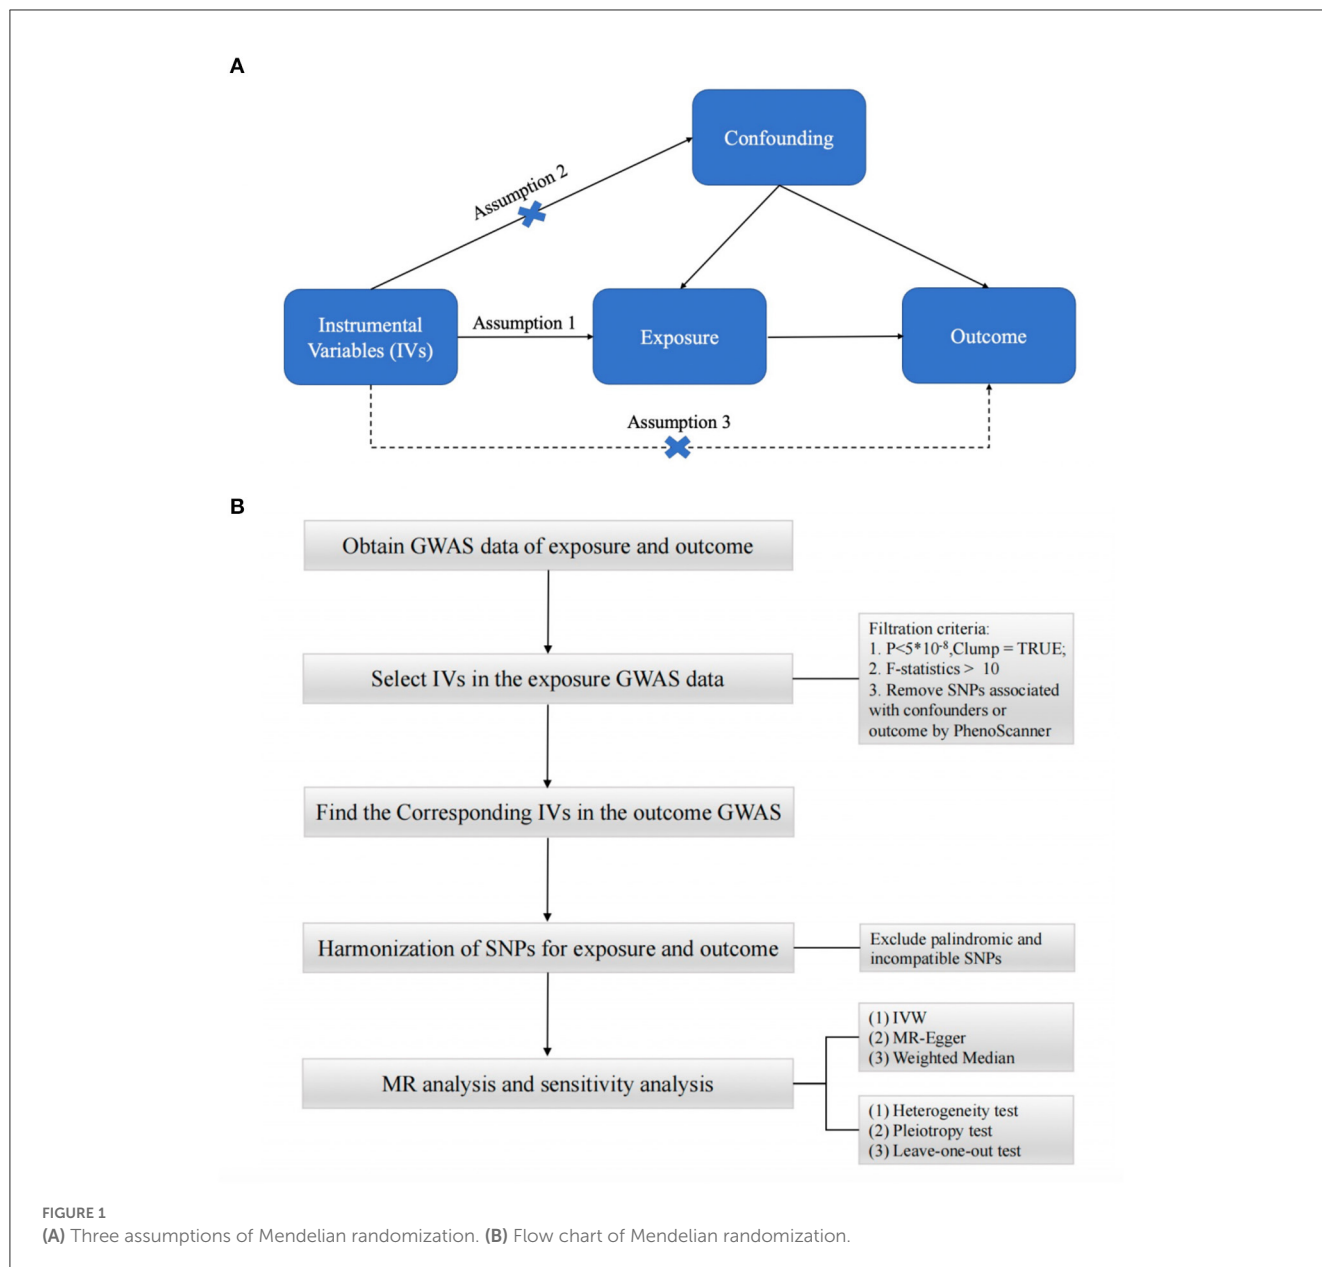 A
Confounding
Assumption 2
Instrumental
Variables (IVs)
Assumption 1
Exposure
Outcome
Assumption 3
B
Obtain GWAS data of exposure and outcome
Select IVs in the exposure GWAS data
Filtration criteria:
1. P<5*10⁻⁸,Clump = TRUE;
2. F-statistics > 10
3. Remove SNPs associated
with confounders or
outcome by PhenoScanner
Find the Corresponding IVs in the outcome GWAS
Harmonization of SNPs for exposure and outcome
Exclude palindromic and
incompatible SNPs
MR analysis and sensitivity analysis
(1) IVW
(2) MR-Egger
(3) Weighted Median
(1) Heterogeneity test
(2) Pleiotropy test
(3) Leave-one-out test
FIGURE 1
(A) Three assumptions of Mendelian randomization. (B) Flow chart of Mendelian randomization.